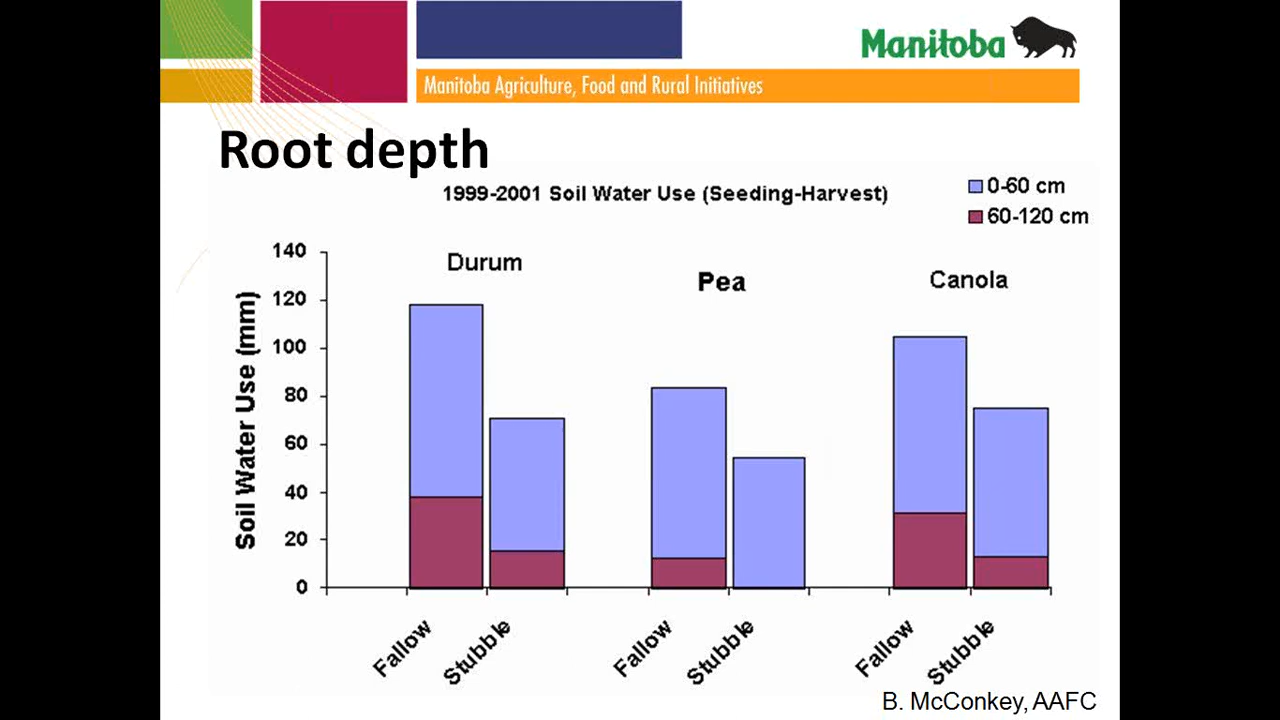 Manitoba
Manitoba Agriculture, Food and Rural Initiatives
Root depth
1999-2001 Soil Water Use (Seeding-Harvest)
0-60 cm
60-120 cm
Durum
Pea
Canola
Soil Water Use (mm)
140
120
100
80
60
40
20
0
Fallow
Stubble
Fallow
Stubble
Fallow
Stubble
B. McConkey, AAFC